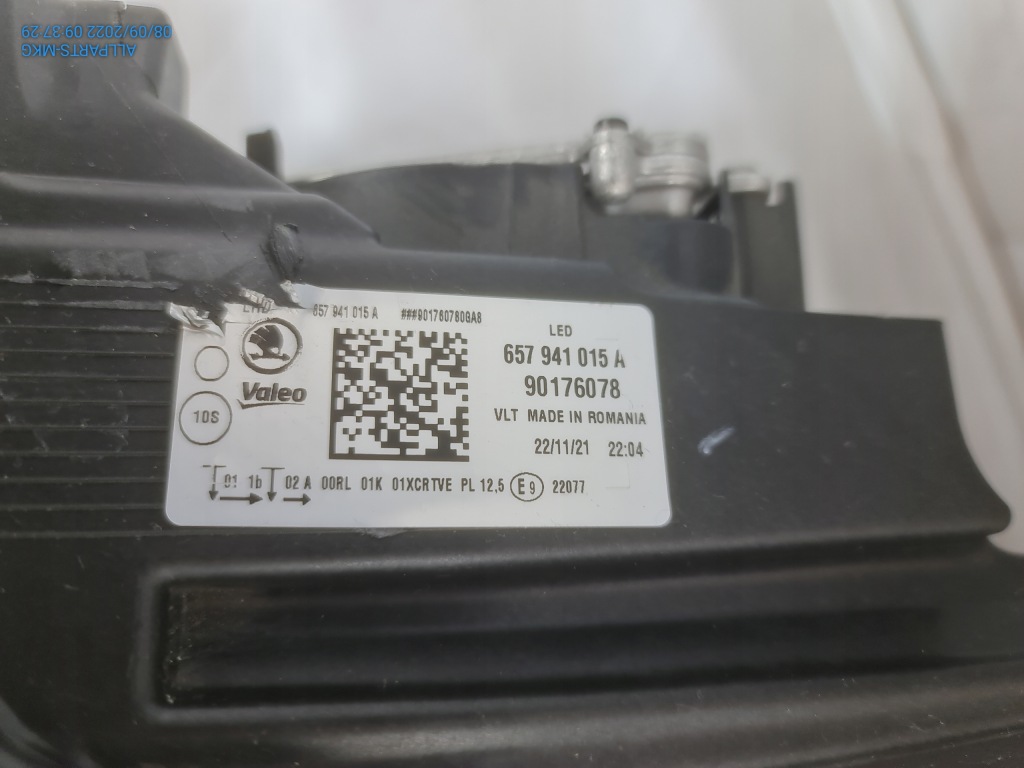 ALLPARTS-MKG
08/09/2022 09:37:29
LHD
657 941 015 A ###901760780GA8
LED
657 941 015 A
90176078
Valeo
10S
VLT MADE IN ROMANIA
22/11/21 22:04
01 1b 02 A 00RL 01K 01XCRTVE PL 12,5 E9 22077